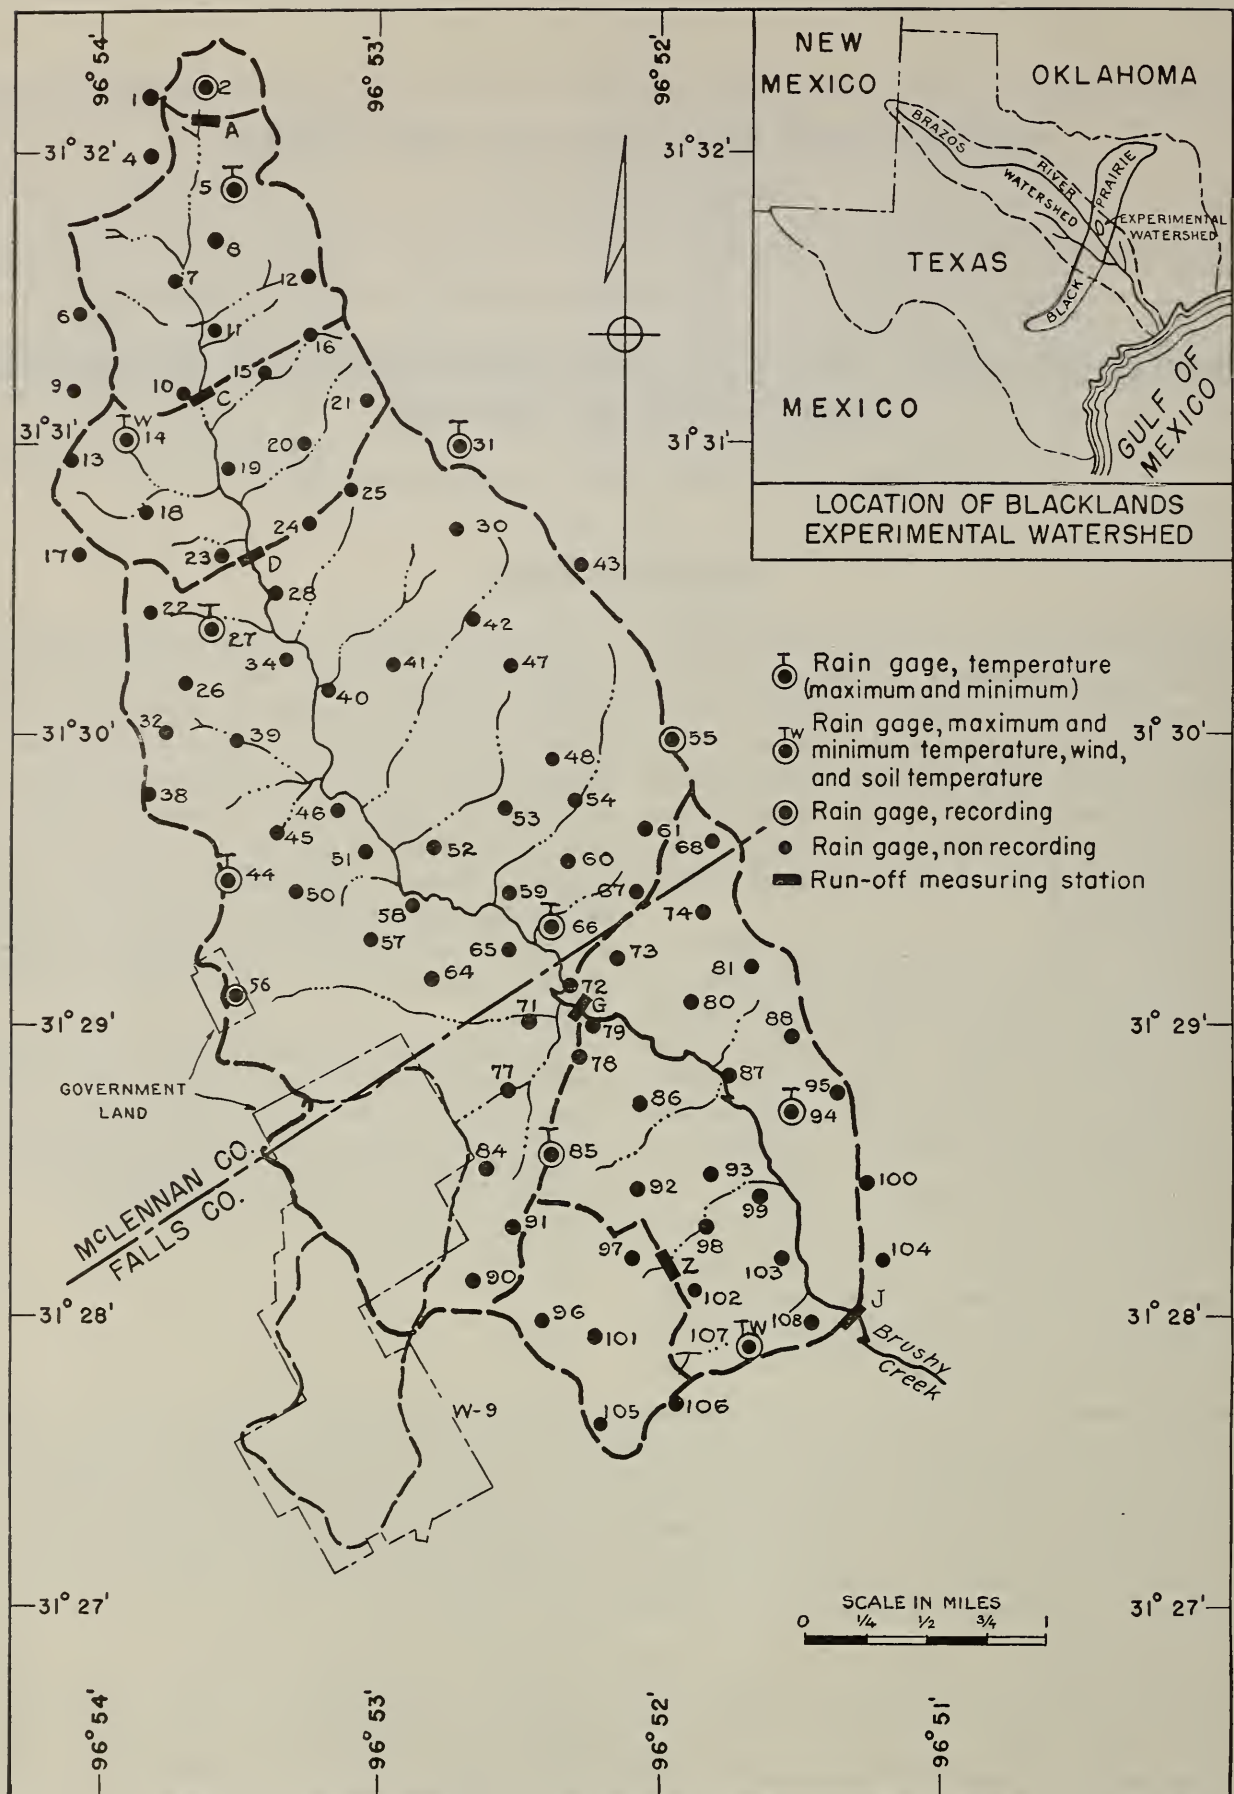 96° 54'
96° 53'
96° 52'
NEW
MEXICO
OKLAHOMA
BRAZOS
RIVER
WATERSHED
PRAIRIE
BLACK
EXPERIMENTAL
WATERSHED
TEXAS
MEXICO
GULF OF
MEXICO
LOCATION OF BLACKLANDS
EXPERIMENTAL WATERSHED
1
2
A
31° 32'
31° 32'
4
T
5
8
7
12
6
11
16
15
9
10
C
21
T W
14
31° 31'
31° 31'
T
31
13
20
19
25
18
24
30
17
23
D
43
28
22
T
27
42
34
41
47
26
40
T
Rain gage, temperature
(maximum and minimum)
TW
Rain gage, maximum and
minimum temperature, wind,
and soil temperature
Rain gage, recording
Rain gage, non recording
Run-off measuring station
32
39
31° 30'
31° 30'
55
48
38
46
53
54
45
61
68
51
52
60
T
44
50
59
67
58
T
66
74
57
65
73
64
81
56
72
80
71
G
31° 29'
31° 29'
79
88
78
GOVERNMENT
LAND
77
87
95
86
T
94
T
85
84
MCLENNAN CO.
FALLS CO.
93
92
100
99
91
98
97
Z
103
104
90
102
31° 28'
31° 28'
J
96
108
101
107
TW
Brushy
Creek
W-9
105
106
31° 27'
31° 27'
SCALE IN MILES
0 1/4 1/2 3/4 1
96° 54'
96° 53'
96° 52'
96° 51'